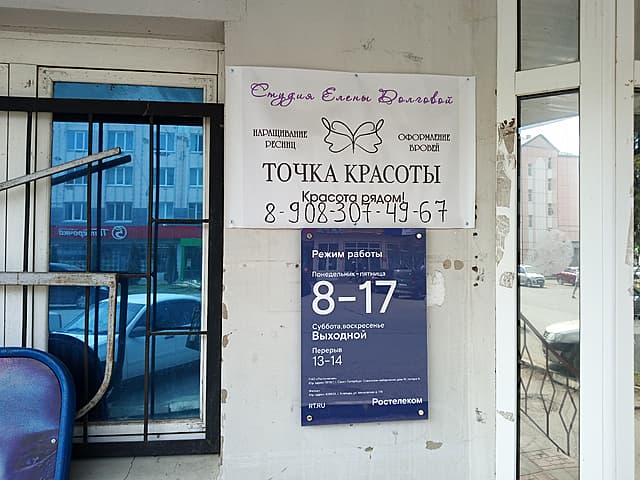 Студия Елены Долговой
НАРАЩИВАНИЕ
РЕСНИЦ
ОФОРМЛЕНИЕ
БРОВЕЙ
ТОЧКА КРАСОТЫ
Красота рядом!
8-908-307-49-67
Режим работы
Понедельник - пятница
8–17
Суббота, воскресенье
Выходной
Перерыв
13-14
RT.RU
Ростелеком
Пятёрочка